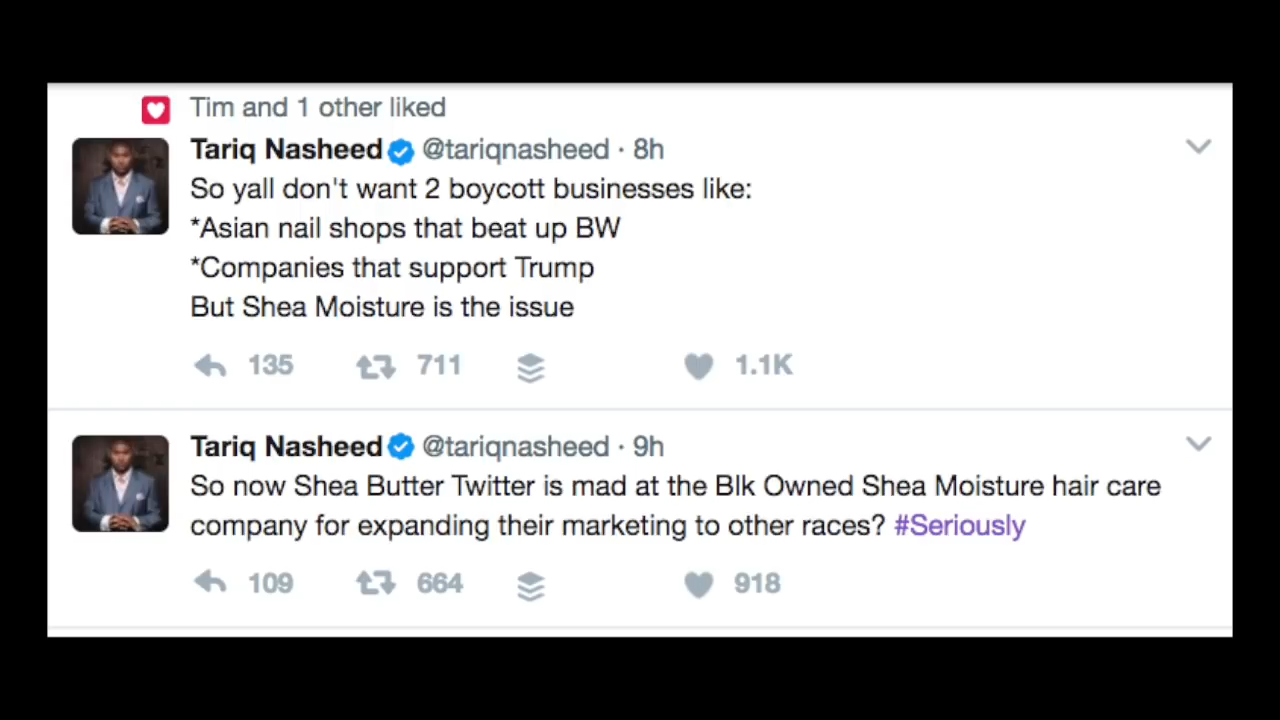 Tim and 1 other liked
Tariq Nasheed @tariqnasheed · 8h
So yall don't want 2 boycott businesses like:
*Asian nail shops that beat up BW
*Companies that support Trump
But Shea Moisture is the issue
135 711 1.1K
Tariq Nasheed @tariqnasheed · 9h
So now Shea Butter Twitter is mad at the Blk Owned Shea Moisture hair care
company for expanding their marketing to other races? #Seriously
109 664 918